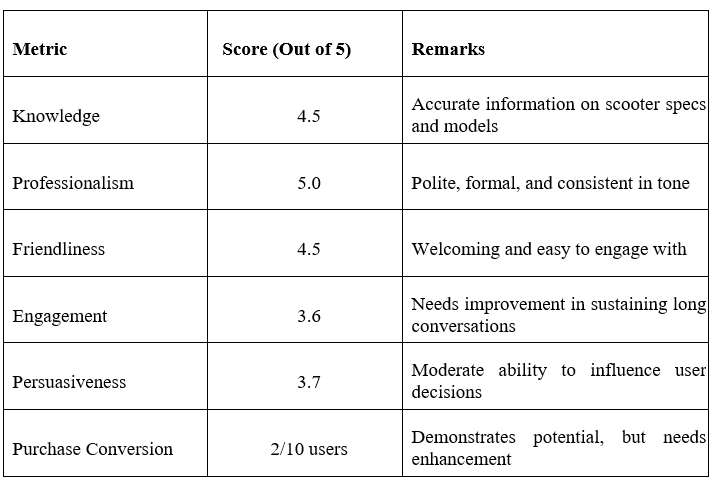 Metric Score (Out of 5) Remarks
Knowledge 4.5 Accurate information on scooter specs
and models
Professionalism 5.0 Polite, formal, and consistent in tone
Friendliness 4.5 Welcoming and easy to engage with
Engagement 3.6 Needs improvement in sustaining long
conversations
Persuasiveness 3.7 Moderate ability to influence user
decisions
Purchase Conversion 2/10 users Demonstrates potential, but needs
enhancement